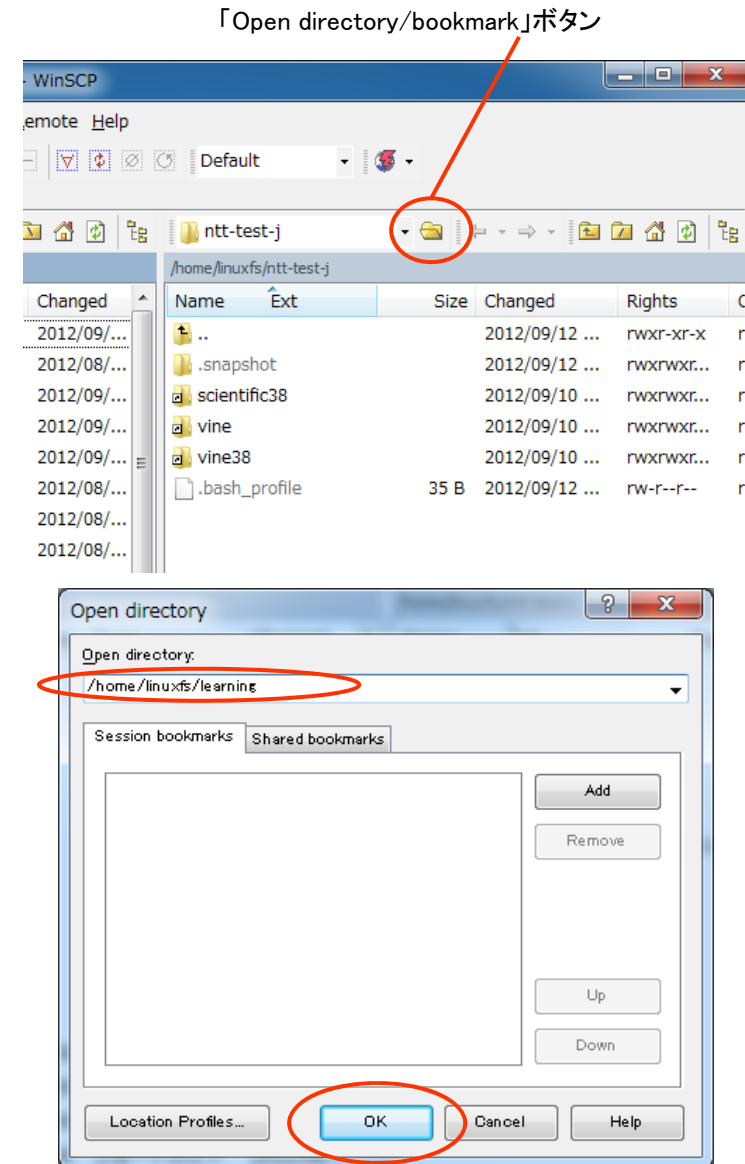 「Open directory/bookmark」ボタン
- WinSCP
emote Help
Default
ntt-test-j
/home/linuxfs/ntt-test-j
Changed Name Ext Size Changed Rights
2012/09/... .. 2012/09/12 ... rwxr-xr-x r
2012/08/... .snapshot 2012/09/12 ... rwxrwxr... r
2012/09/... scientific38 2012/09/10 ... rwxrwxr... r
2012/09/... vine 2012/09/10 ... rwxrwxr... r
2012/09/... vine38 2012/09/10 ... rwxrwxr... r
2012/08/... .bash_profile 35 B 2012/09/12 ... rw-r--r-- r
2012/08/...
2012/08/...
Open directory
Open directory:
/home/linuxfs/learning
Session bookmarks Shared bookmarks
Add
Remove
Up
Down
Location Profiles... OK Cancel Help